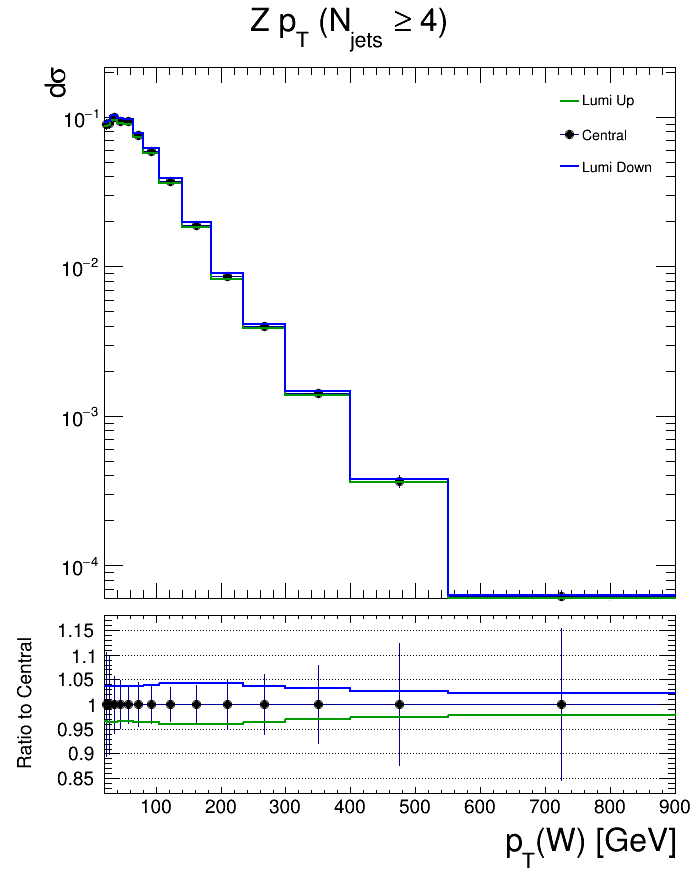 Z p_T (N_jets ≥ 4)
dσ
Lumi Up
Central
Lumi Down
10^−1
10^−2
10^−3
10^−4
Ratio to Central
1.15
1.1
1.05
1
0.95
0.9
0.85
100 200 300 400 500 600 700 800 900
p_T(W) [GeV]